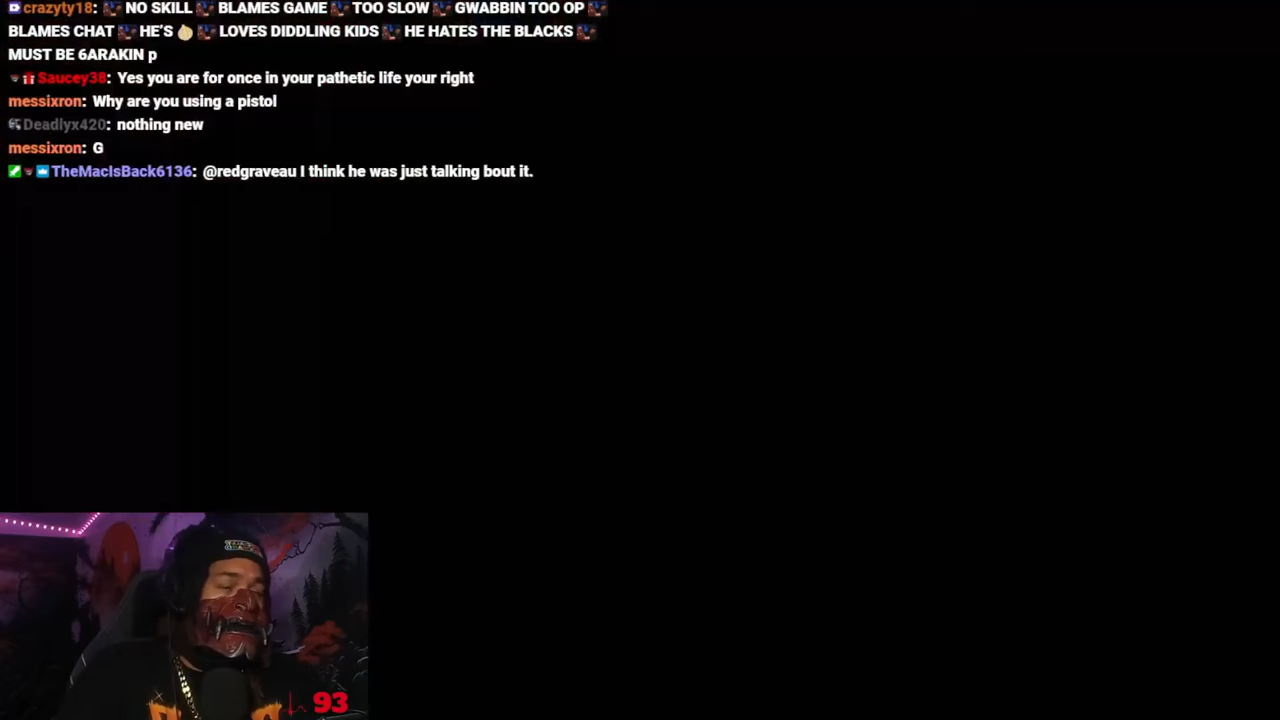 crazyty18: NO SKILL BLAMES GAME TOO SLOW GWABBIN TOO OP
BLAMES CHAT HE'S LOVES DIDDLING KIDS HE HATES THE BLACKS
MUST BE 6ARAKIN p
Saucey38: Yes you are for once in your pathetic life your right
messixron: Why are you using a pistol
Deadlyx420: nothing new
messixron: G
TheMacIsBack6136: @redgraveau I think he was just talking bout it.
93